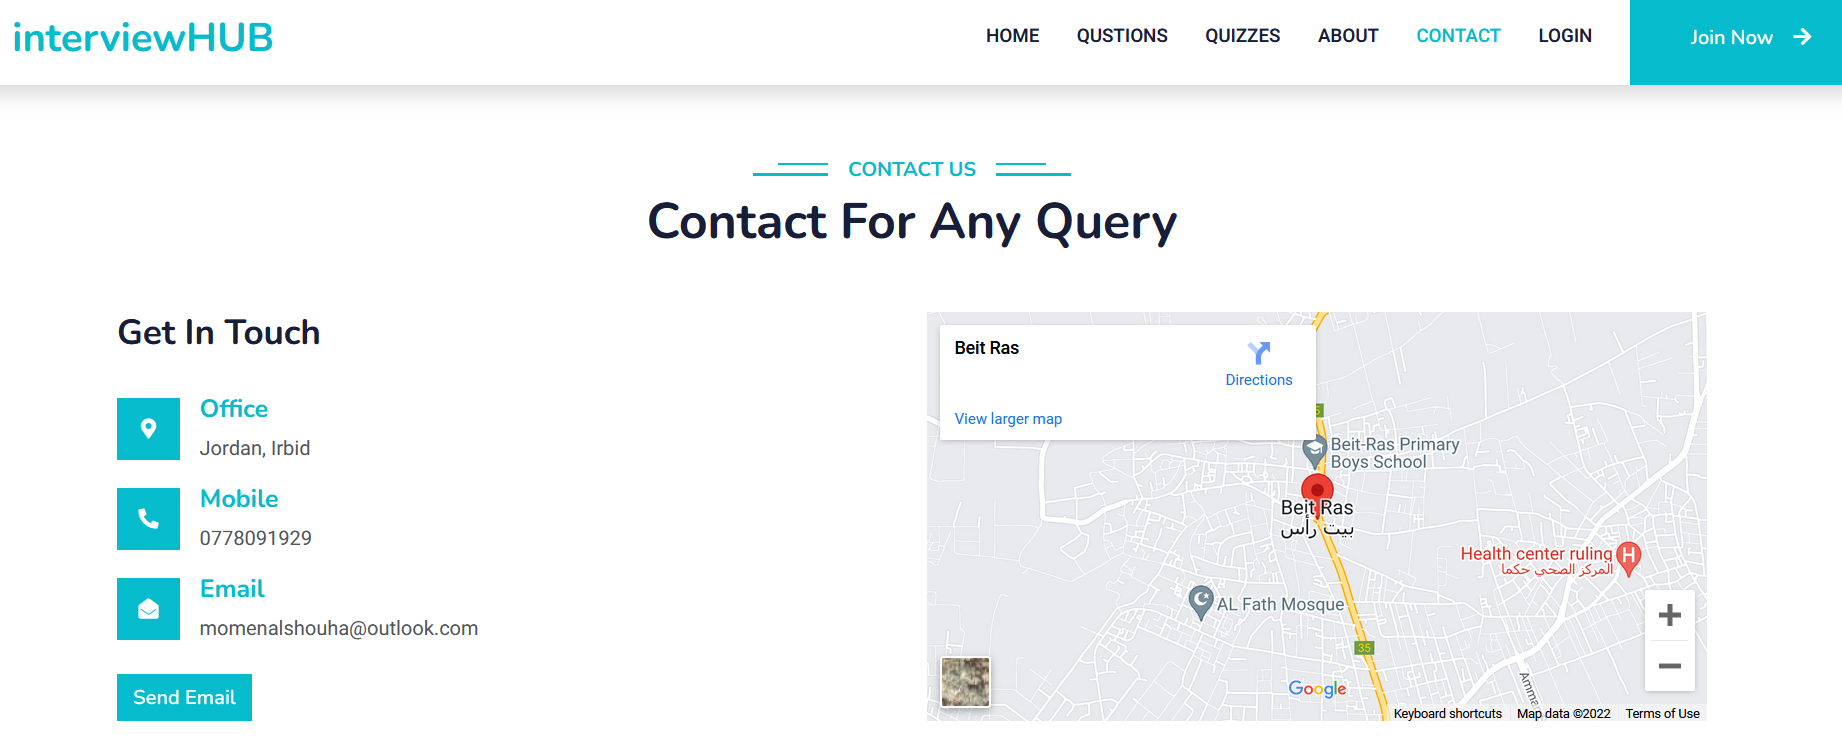 interviewHUB
HOME QUSTIONS QUIZZES ABOUT CONTACT LOGIN Join Now
CONTACT US
Contact For Any Query
Get In Touch
Office
Jordan, Irbid
Mobile
0778091929
Email
momenalshouha@outlook.com
Send Email
Beit Ras
Directions
View larger map
5
Beit-Ras Primary
Boys School
Beit Ras
بيت رأس
Health center ruling
المركز الصحي حكما
H
AL Fath Mosque
35
Google
Amma
Keyboard shortcuts Map data ©2022 Terms of Use